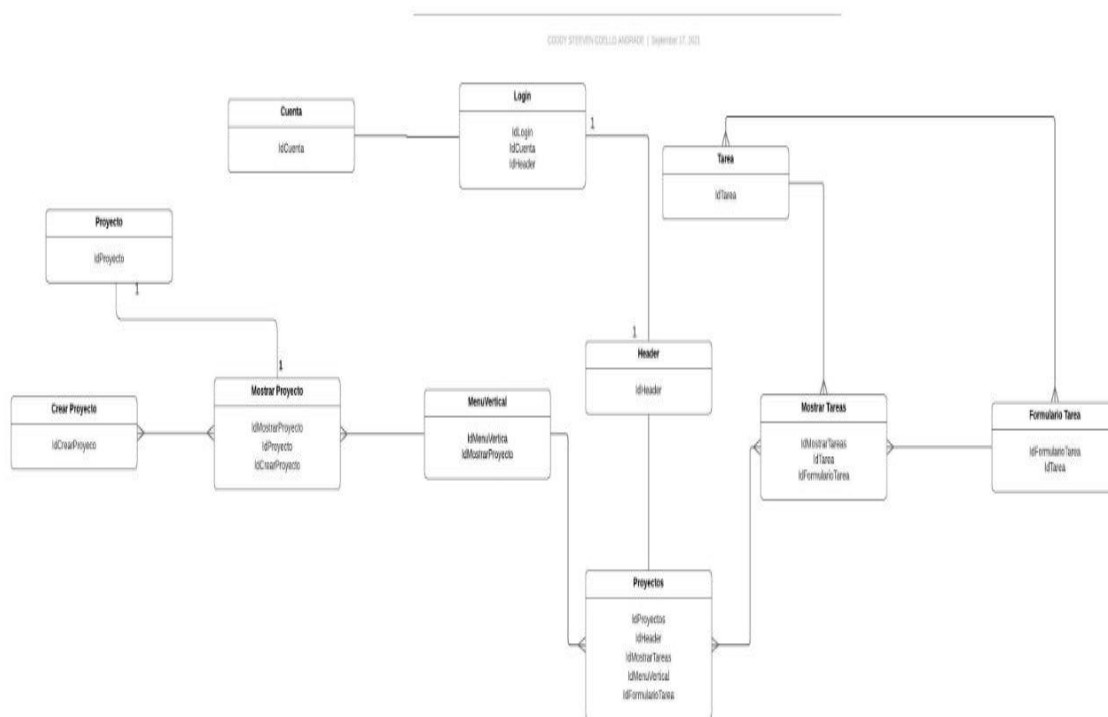 CODDY STEEVEN COELLO ANDRADE | September 17, 2021
Cuenta
IdCuenta
Login
IdLogin
IdCuenta
IdHeader
1
Tarea
IdTarea
Proyecto
IdProyecto
1
1
Header
IdHeader
1
Mostrar Proyecto
IdMostrarProyecto
IdProyecto
IdCrearProyecto
Crear Proyecto
IdCrearProyeco
MenuVertical
IdMenuVertica
IdMostrarProyecto
Mostrar Tareas
IdMostrarTareas
IdTarea
IdFormularioTarea
Formulario Tarea
IdFormularioTarea
IdTarea
Proyectos
IdProyectos
IdHeader
IdMostrarTareas
IdMenuVertical
IdFormularioTarea